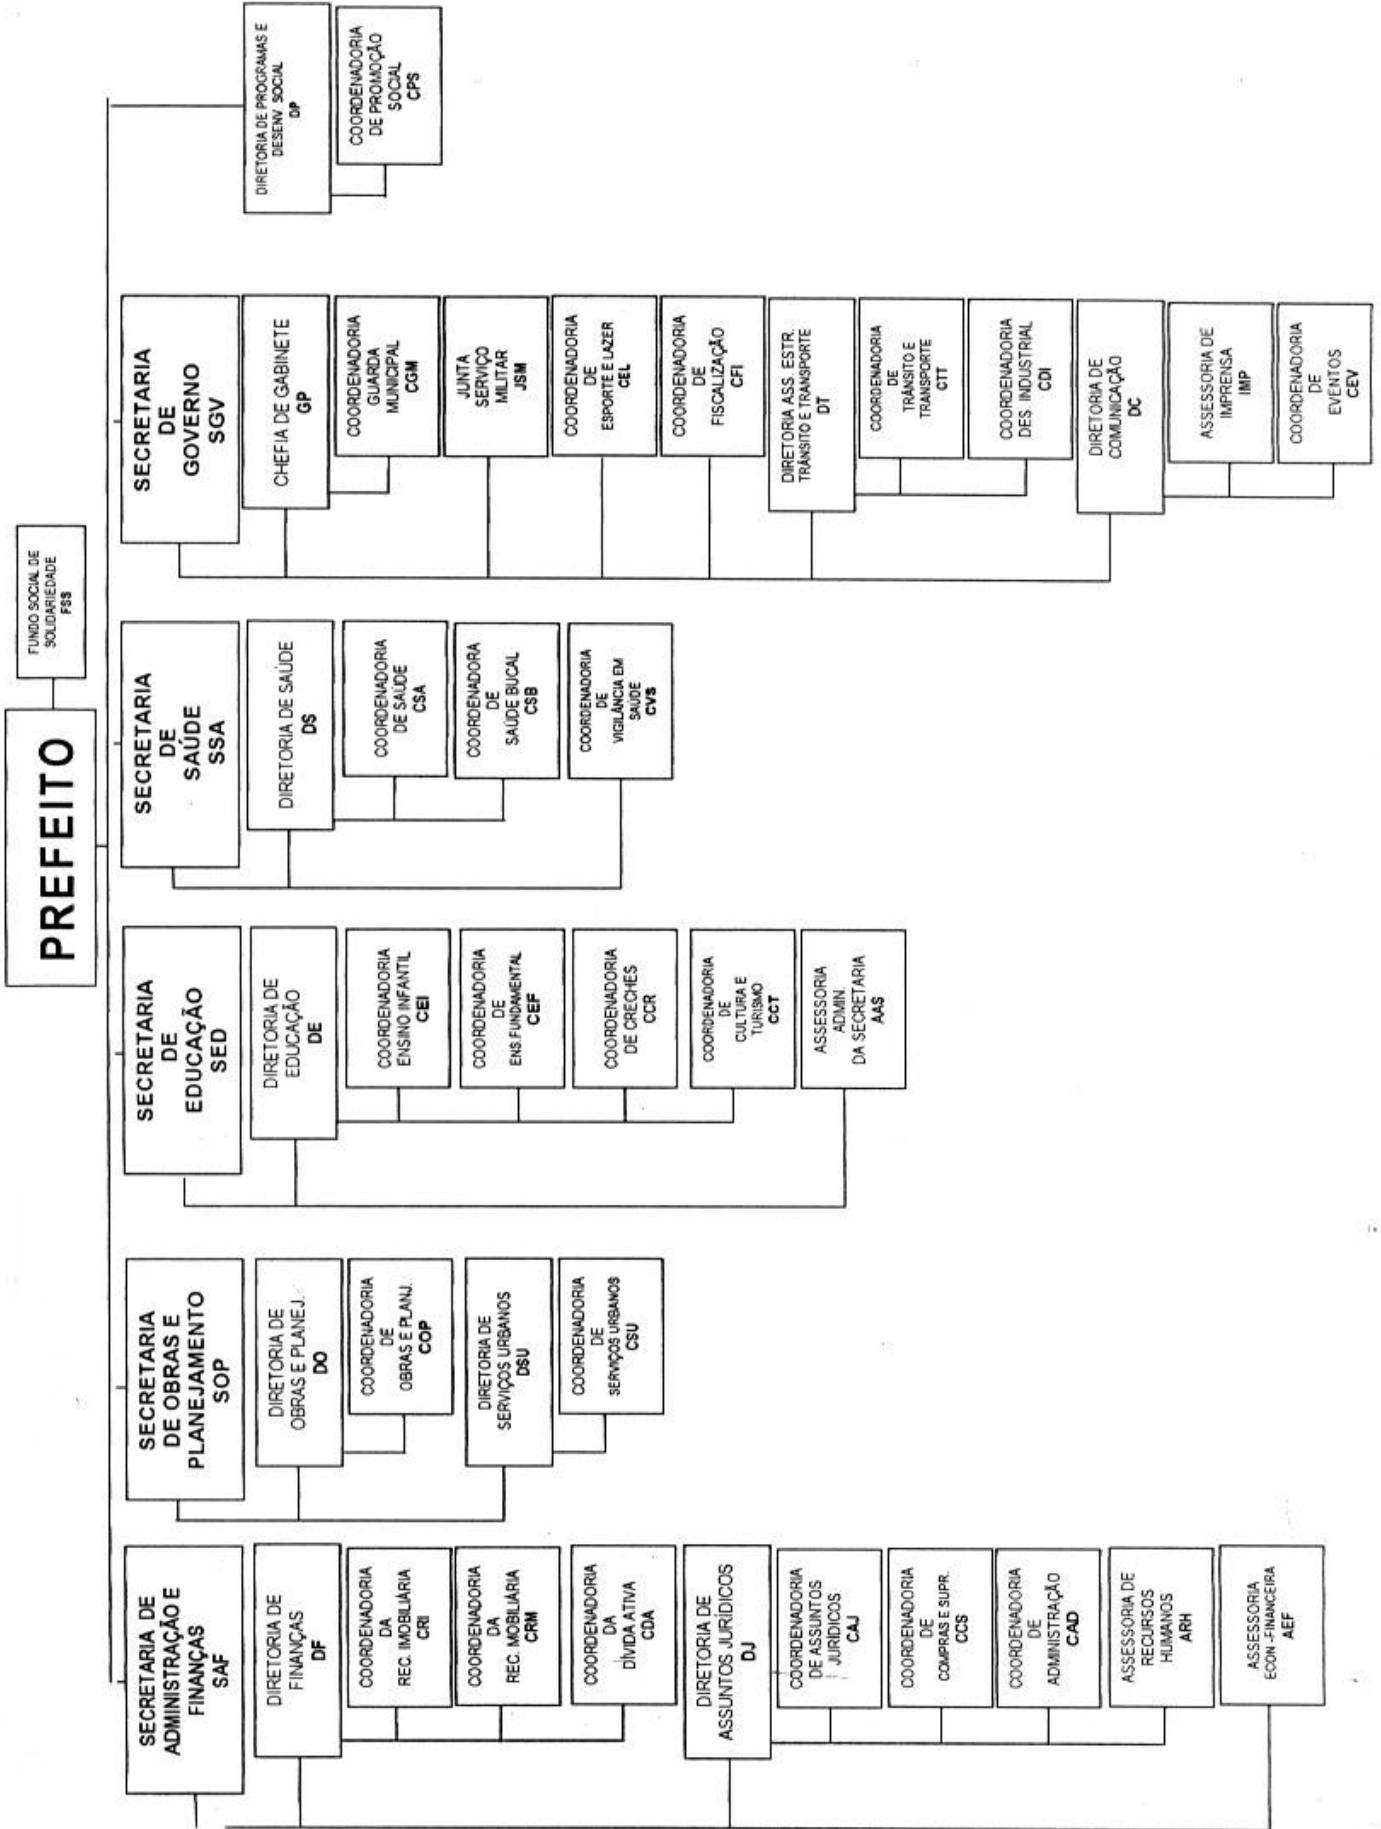 PREFEITO
FUNDO SOCIAL DE
SOLIDARIEDADE
FSS
SECRETARIA DE
ADMINISTRAÇÃO E
FINANÇAS
SAF
DIRETORIA DE
FINANÇAS
DF
COORDENADORIA
DA
REC. IMOBILIÁRIA
CRI
COORDENADORIA
DA
REC. MOBILIÁRIA
CRM
COORDENADORIA
DA
DÍVIDA ATIVA
CDA
DIRETORIA DE
ASSUNTOS JURÍDICOS
DJ
COORDENADORIA
DE ASSUNTOS
JURÍDICOS
CAJ
COORDENADORIA
DE
COMPRAS E SUPR.
CCS
COORDENADORIA
DE
ADMINISTRAÇÃO
CAD
ASSESSORIA DE
RECURSOS
HUMANOS
ARH
ASSESSORIA
ECON.-FINANCEIRA
AEF
SECRETARIA
DE OBRAS E
PLANEJAMENTO
SOP
DIRETORIA DE
OBRAS E PLANEJ.
DO
COORDENADORIA
DE
OBRAS E PLANJ.
COP
DIRETORIA DE
SERVIÇOS URBANOS
DSU
COORDENADORIA
DE
SERVIÇOS URBANOS
CSU
SECRETARIA
DE
EDUCAÇÃO
SED
DIRETORIA DE
EDUCAÇÃO
DE
COORDENADORIA
ENSINO INFANTIL
CEI
COORDENADORIA
DE
ENS.FUNDAMENTAL
CEF
COORDENADORIA
DE CRECHES
CCR
COORDENADORIA
DE
CULTURA E
TURISMO
CCT
ASSESSORIA
ADMIN.
DA SECRETARIA
AAS
SECRETARIA
DE
SAÚDE
SSA
DIRETORIA DE SAÚDE
DS
COORDENADORIA
DE SAÚDE
CSA
COORDENADORA
DE
SAÚDE BUCAL
CSB
COORDENADORIA
DE
VIGILÂNCIA EM
SAÚDE
CVS
SECRETARIA
DE
GOVERNO
SGV
CHEFIA DE GABINETE
GP
COORDENADORIA
GUARDA
MUNICIPAL
CGM
JUNTA
SERVIÇO
MILITAR
JSM
COORDENADORIA
DE
ESPORTE E LAZER
CEL
COORDENADORIA
DE
FISCALIZAÇÃO
CFI
DIRETORIA ASS. ESTR.
TRÂNSITO E TRANSPORTE
DT
COORDENADORIA
DE
TRÂNSITO E
TRANSPORTE
CTT
COORDENADORIA
DES. INDUSTRIAL
CDI
DIRETORIA DE
COMUNICAÇÃO
DC
ASSESSORIA DE
IMPRENSA
IMP
COORDENADORIA
DE
EVENTOS
CEV
DIRETORIA DE PROGRAMAS E
DESENV. SOCIAL
DP
COORDENADORIA
DE PROMOÇÃO
SOCIAL
CPS